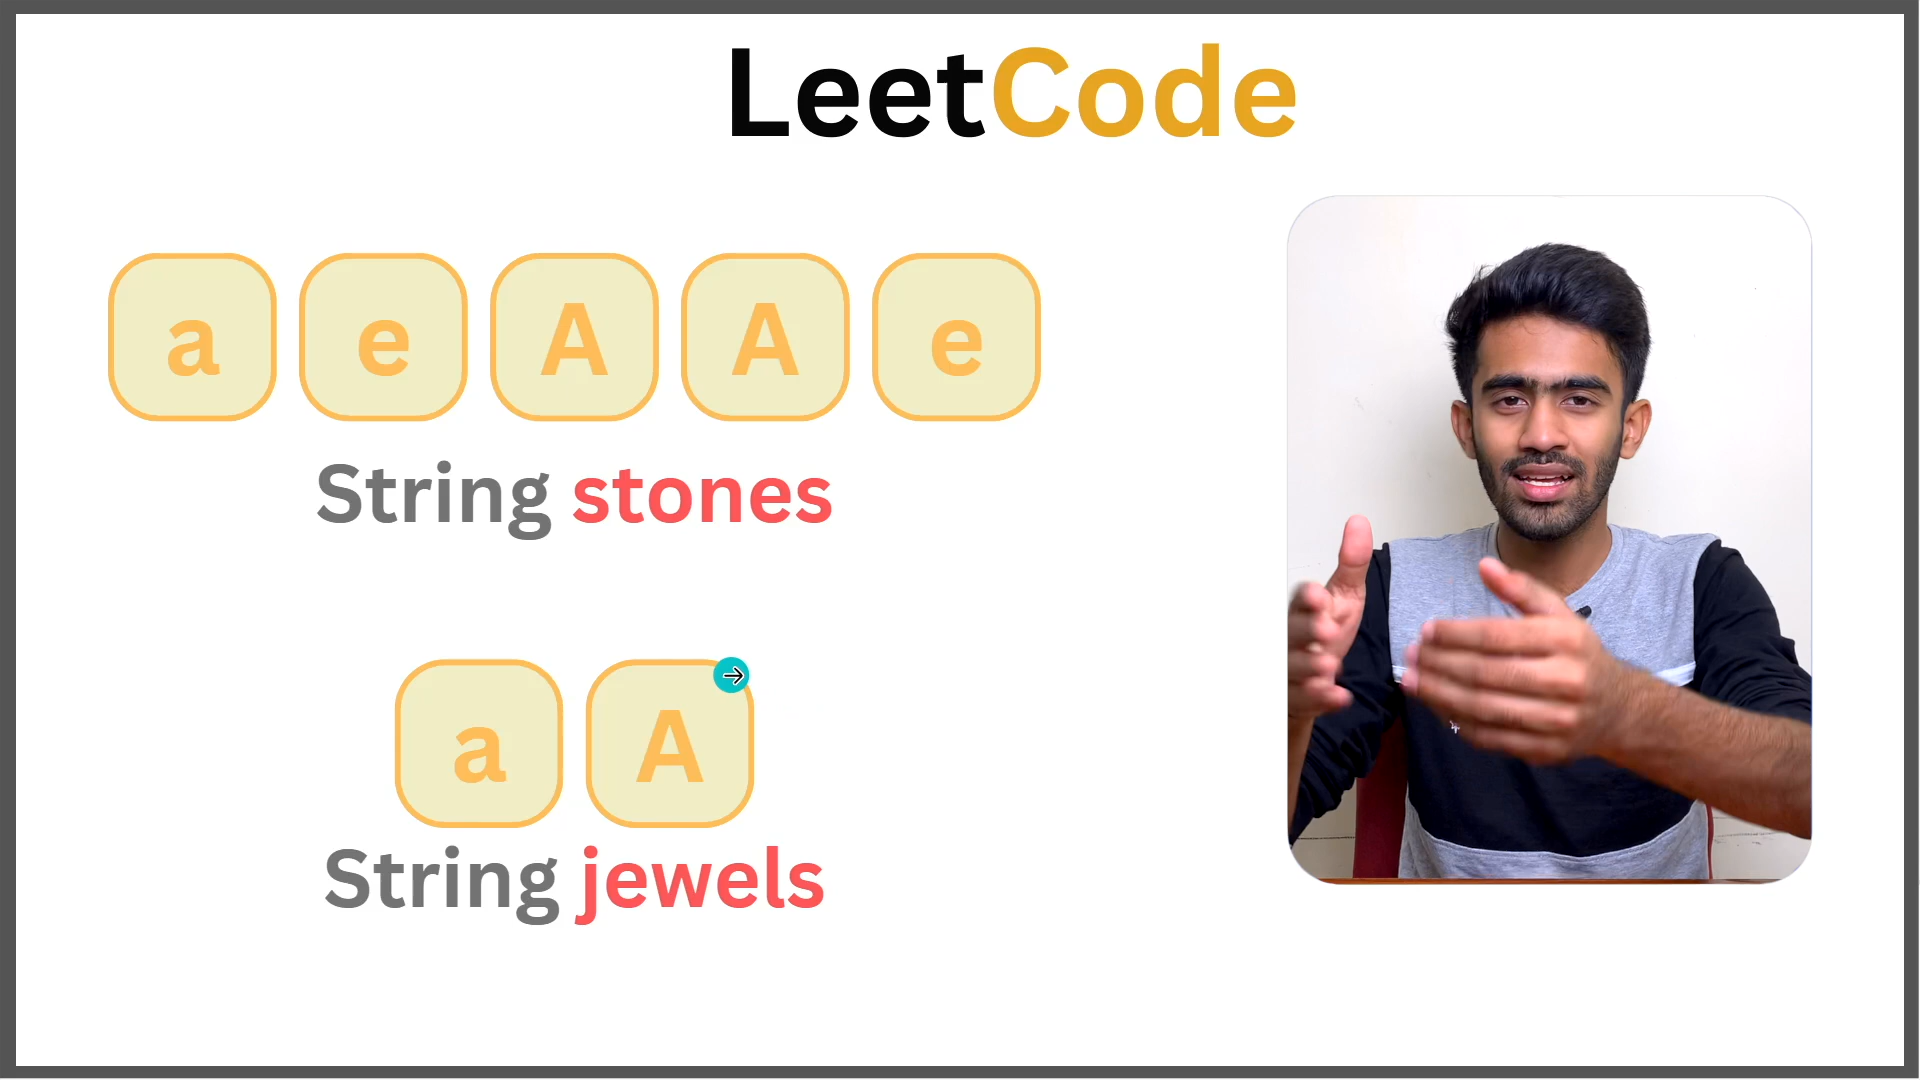 LeetCode
a e A A e
String stones
a A
String jewels